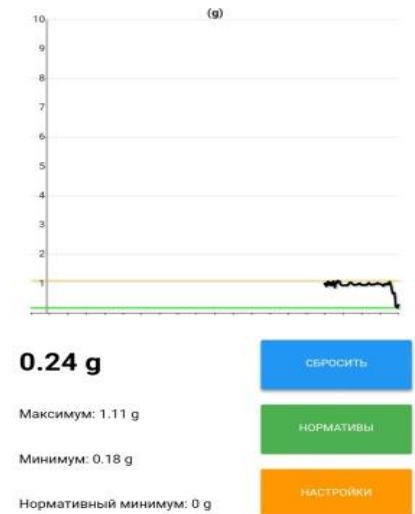 (g)
10
9
8
7
6
5
4
3
2
1
0.24 g
СБРОСИТЬ
Максимум: 1.11 g
НОРМАТИВЫ
Минимум: 0.18 g
НАСТРОЙКИ
Нормативный минимум: 0 g